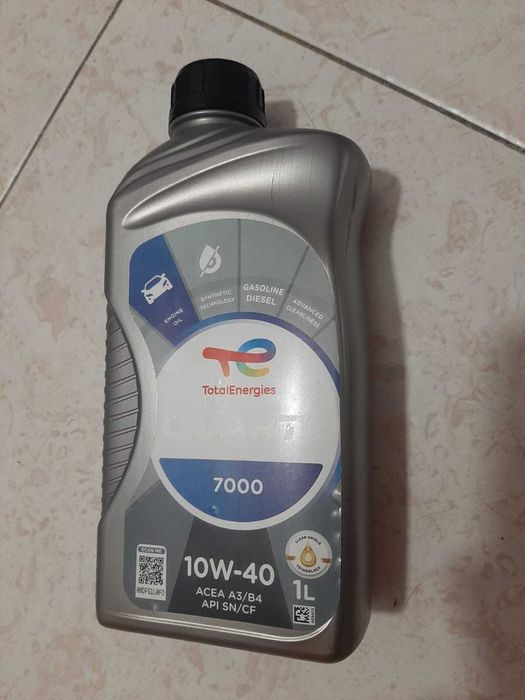 ENGINE
OIL
SYNTHETIC
TECHNOLOGY
GASOLINE
DIESEL
ADVANCED
CLEANLINESS
TotalEnergies
7000
SCAN ME
10W-40
ACEA A3/B4
API SN/CF
CLEAN-SHIELD
TECHNOLOGY
1L